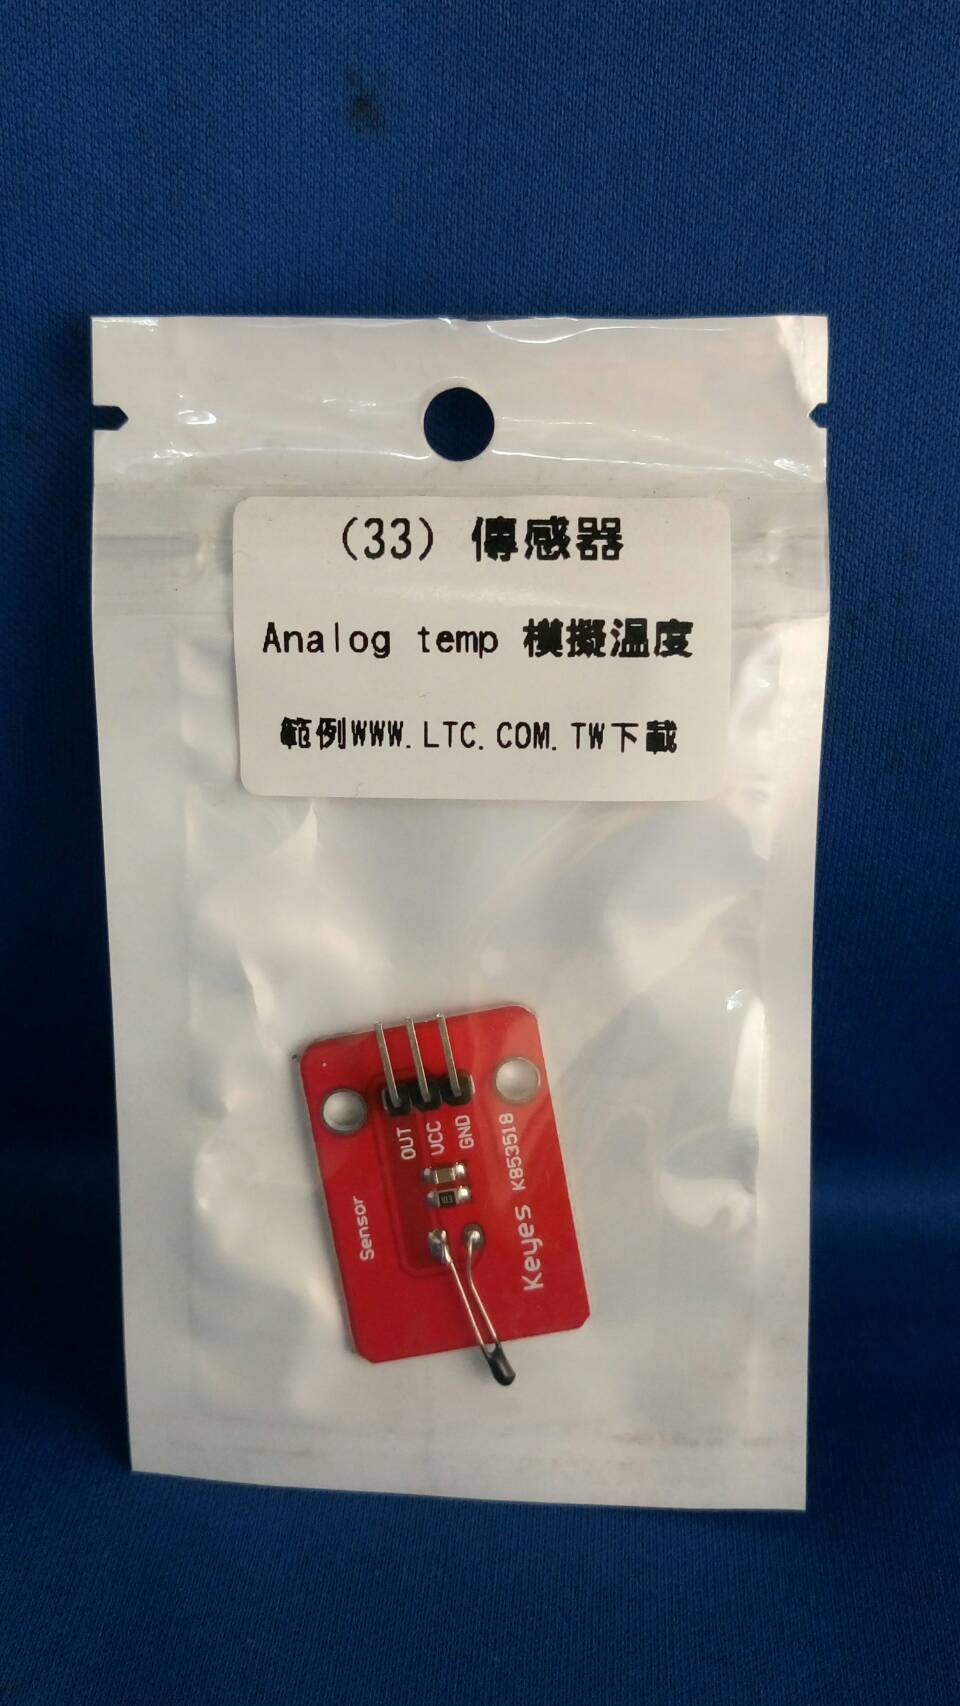 (33) 傳感器
Analog temp 模擬溫度
範例WWW.LTC.COM.TW下載
OUT
VCC
GND
Sensor
103
Keyes K853518